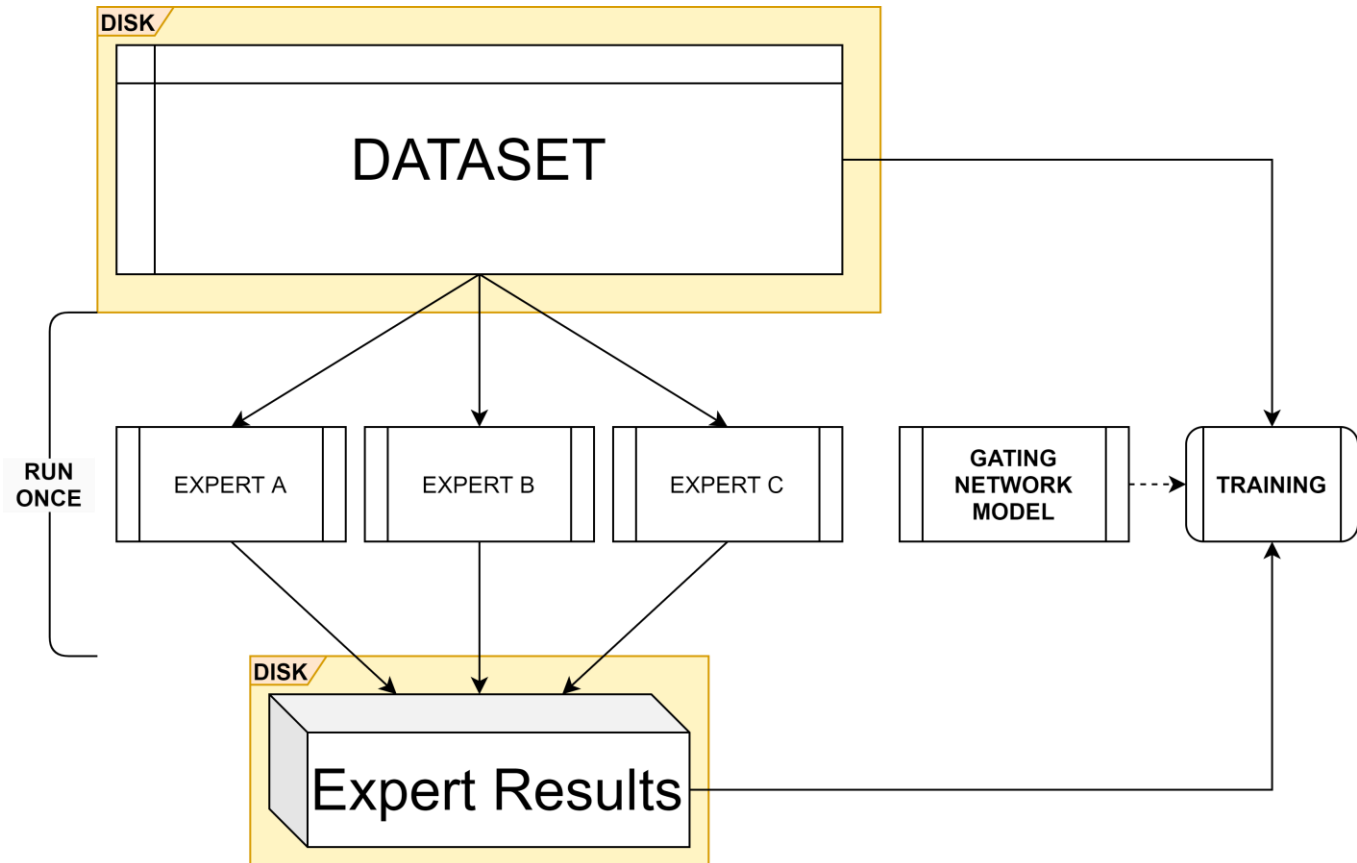 DISK
DATASET
RUN
ONCE
EXPERT A
EXPERT B
EXPERT C
GATING
NETWORK
MODEL
TRAINING
DISK
Expert Results